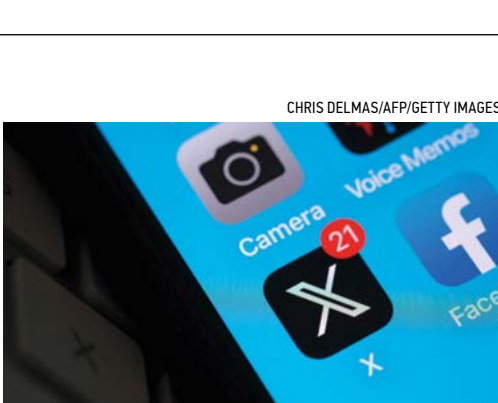 CHRIS DELMAS/AFP/GETTY IMAGES
Camera
Voice Memos
21
X
Face